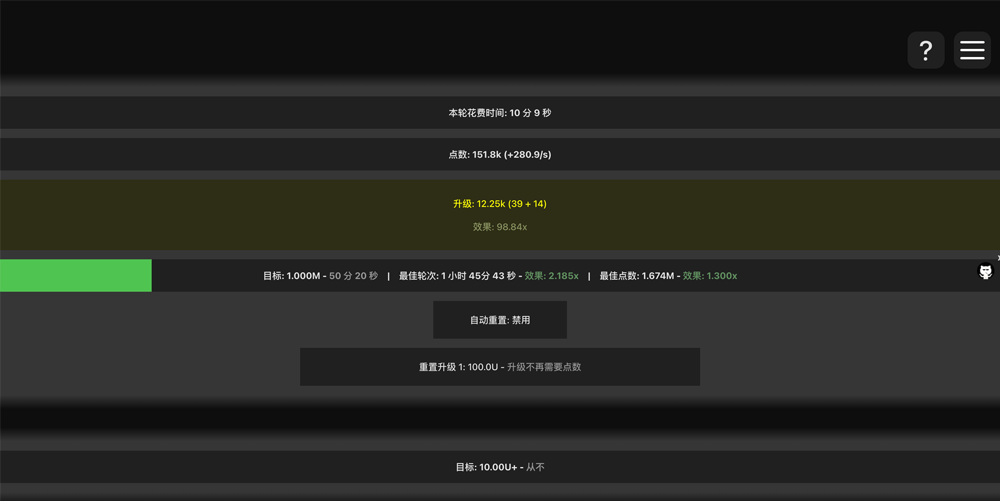 ?
本轮花费时间: 10 分 9 秒
点数: 151.8k (+280.9/s)
升级: 12.25k (39 + 14)
效果: 98.84x
目标: 1.000M - 50 分 20 秒 | 最佳轮次: 1 小时 45分 43 秒 - 效果: 2.185x | 最佳点数: 1.674M - 效果: 1.300x
自动重置: 禁用
重置升级 1: 100.0U - 升级不再需要点数
目标: 10.00U+ - 从不